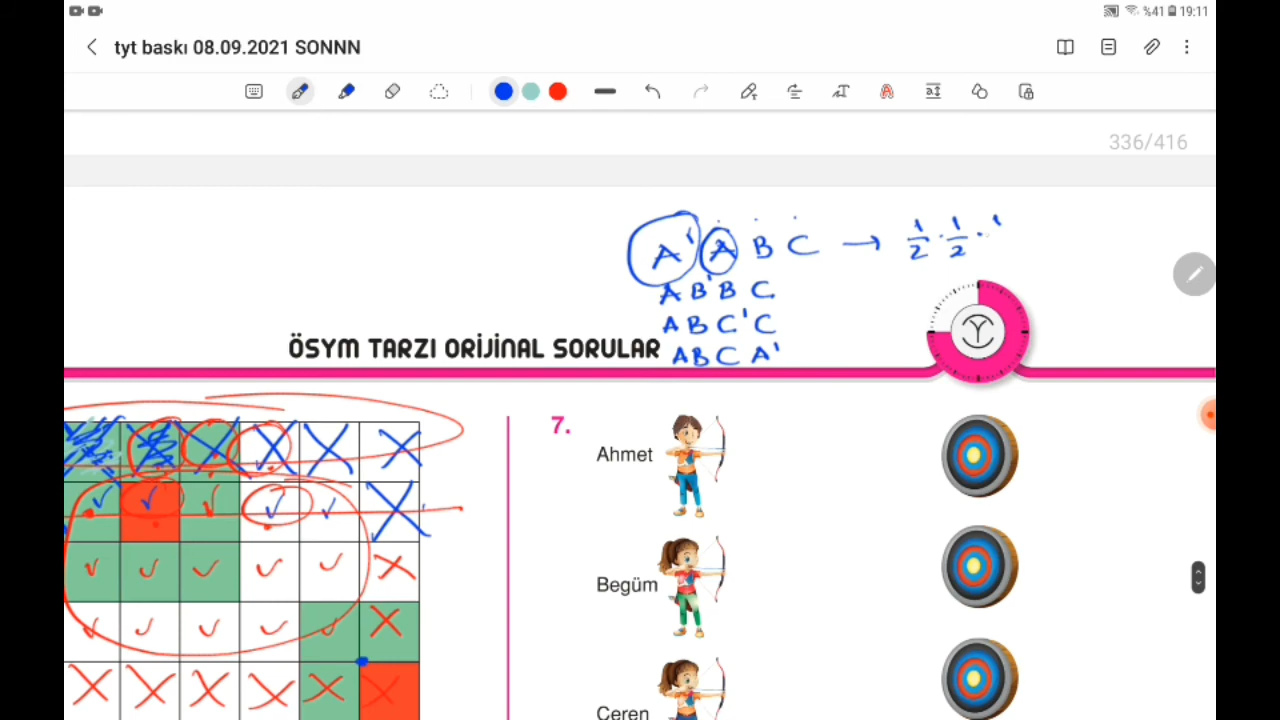 %41 19:11
tyt baskı 08.09.2021 SONNN
336/416
A' A B C → 1/2 · 1/2 · 1
A B' B C
A B C' C
A B C A'
ÖSYM TARZI ORİJİNAL SORULAR
7.
Ahmet
Begüm
Ceren